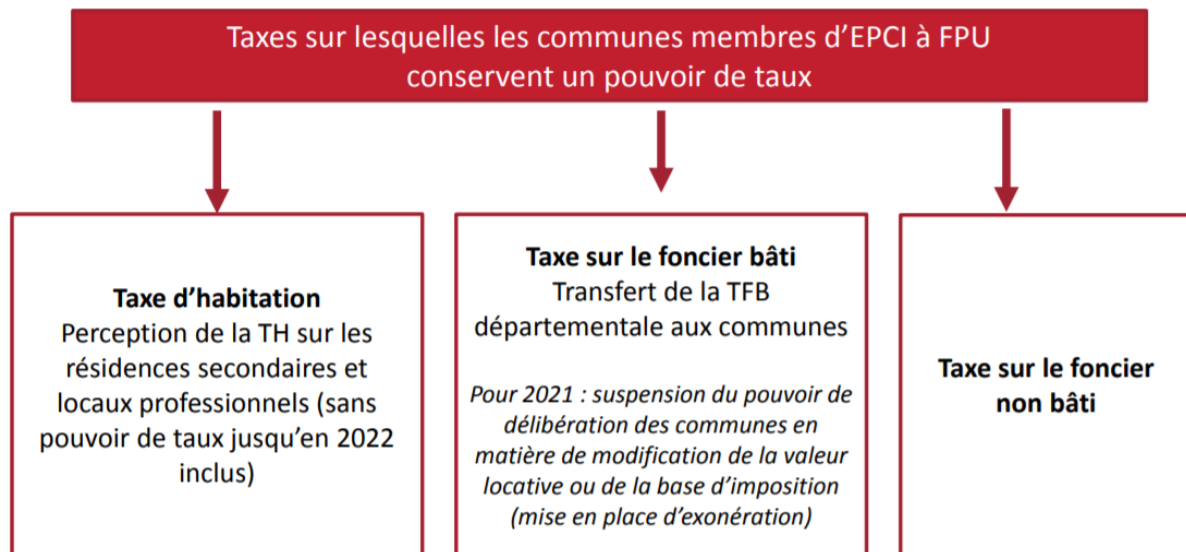 Taxes sur lesquelles les communes membres d’EPCI à FPU
conservent un pouvoir de taux
Taxe d’habitation
Perception de la TH sur les
résidences secondaires et
locaux professionnels (sans
pouvoir de taux jusqu’en 2022
inclus)
Taxe sur le foncier bâti
Transfert de la TFB
départementale aux communes
Pour 2021 : suspension du pouvoir de
délibération des communes en
matière de modification de la valeur
locative ou de la base d’imposition
(mise en place d’exonération)
Taxe sur le foncier
non bâti